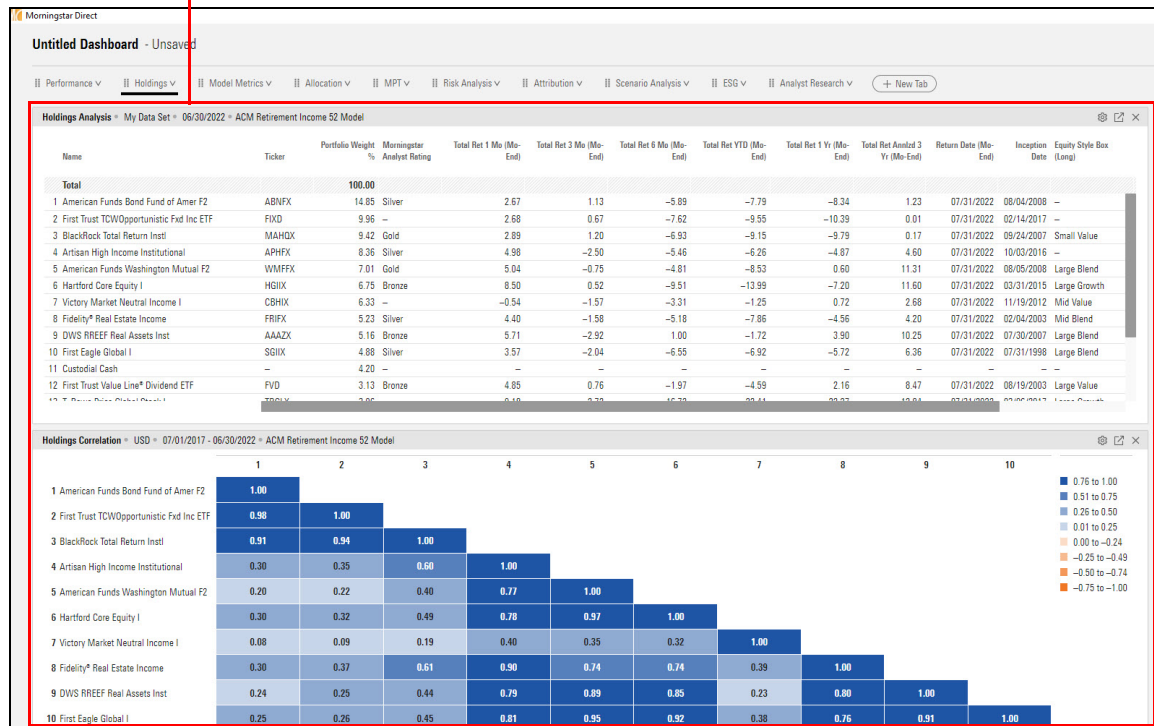 Morningstar Direct
Untitled Dashboard - Unsaved
Performance Holdings Model Metrics Allocation MPT Risk Analysis Attribution Scenario Analysis ESG Analyst Research + New Tab
Holdings Analysis My Data Set 06/30/2022 ACM Retirement Income 52 Model
Portfolio Weight Morningstar Total Ret 1 Mo (Mo- Total Ret 3 Mo (Mo- Total Ret 6 Mo (Mo- Total Ret YTD (Mo- Total Ret 1 Yr (Mo- Total Ret Annlzd 3 Return Date (Mo- Inception Equity Style Box
Name Ticker % Analyst Rating End) End) End) End) End) Yr (Mo-End) End) Date (Long)
Total 100.00
1 American Funds Bond Fund of Amer F2 ABNFX 14.85 Silver 2.67 1.13 −5.89 −7.79 −8.34 1.23 07/31/2022 08/04/2008 –
2 First Trust TCWOpportunistic Fxd Inc ETF FIXD 9.96 – 2.68 0.67 −7.62 −9.55 −10.39 0.01 07/31/2022 02/14/2017 –
3 BlackRock Total Return Instl MAHQX 9.42 Gold 2.89 1.20 −6.93 −9.15 −9.79 0.17 07/31/2022 09/24/2007 Small Value
4 Artisan High Income Institutional APHFX 8.36 Silver 4.98 −2.50 −5.46 −6.26 −4.87 4.60 07/31/2022 10/03/2016 –
5 American Funds Washington Mutual F2 WMFFX 7.01 Gold 5.04 −0.75 −4.81 −8.53 0.60 11.31 07/31/2022 08/05/2008 Large Blend
6 Hartford Core Equity I HGIIX 6.75 Bronze 8.50 0.52 −9.51 −13.99 −7.20 11.60 07/31/2022 03/31/2015 Large Growth
7 Victory Market Neutral Income I CBHIX 6.33 – −0.54 −1.57 −3.31 −1.25 0.72 2.68 07/31/2022 11/19/2012 Mid Value
8 Fidelity® Real Estate Income FRIFX 5.23 Silver 4.40 −1.58 −5.18 −7.86 −4.56 4.20 07/31/2022 02/04/2003 Mid Blend
9 DWS RREEF Real Assets Inst AAAZX 5.16 Bronze 5.71 −2.92 1.00 −1.72 3.90 10.25 07/31/2022 07/30/2007 Large Blend
10 First Eagle Global I SGIIX 4.88 Silver 3.57 −2.04 −6.55 −6.92 −5.72 6.36 07/31/2022 07/31/1998 Large Blend
11 Custodial Cash – 4.20 – – – – – – – – – –
12 First Trust Value Line® Dividend ETF FVD 3.13 Bronze 4.85 0.76 −1.97 −4.59 2.16 8.47 07/31/2022 08/19/2003 Large Value
Holdings Correlation USD 07/01/2017 - 06/30/2022 ACM Retirement Income 52 Model
1 2 3 4 5 6 7 8 9 10
1 American Funds Bond Fund of Amer F2 1.00
2 First Trust TCWOpportunistic Fxd Inc ETF 0.98 1.00
3 BlackRock Total Return Instl 0.91 0.94 1.00
4 Artisan High Income Institutional 0.30 0.35 0.60 1.00
5 American Funds Washington Mutual F2 0.20 0.22 0.40 0.77 1.00
6 Hartford Core Equity I 0.30 0.32 0.49 0.78 0.97 1.00
7 Victory Market Neutral Income I 0.08 0.09 0.19 0.40 0.35 0.32 1.00
8 Fidelity® Real Estate Income 0.30 0.37 0.61 0.90 0.74 0.74 0.39 1.00
9 DWS RREEF Real Assets Inst 0.24 0.25 0.44 0.79 0.89 0.85 0.23 0.80 1.00
10 First Eagle Global I 0.25 0.26 0.45 0.81 0.95 0.92 0.38 0.76 0.91 1.00
0.76 to 1.00
0.51 to 0.75
0.26 to 0.50
0.01 to 0.25
0.00 to −0.24
−0.25 to −0.49
−0.50 to −0.74
−0.75 to −1.00